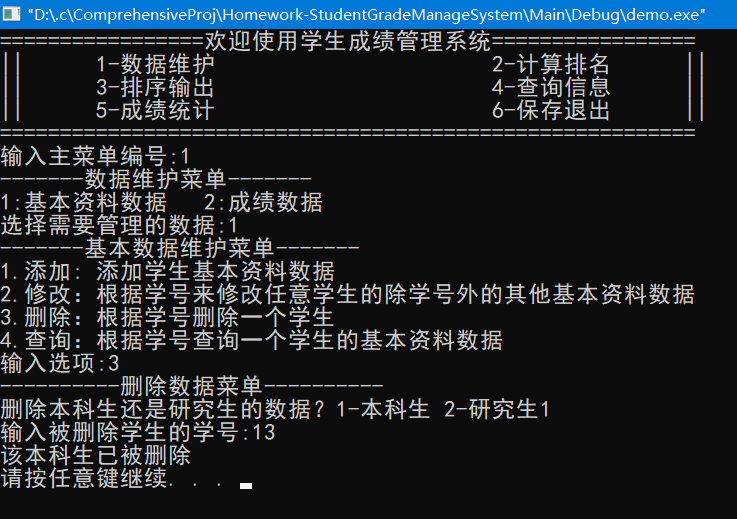 "D:\.c\ComprehensiveProj\Homework-StudentGradeManageSystem\Main\Debug\demo.exe"
=================欢迎使用学生成绩管理系统=================
||      1-数据维护                       2-计算排名      ||
||      3-排序输出                       4-查询信息      ||
||      5-成绩统计                       6-保存退出      ||
==========================================================
输入主菜单编号:1
-------数据维护菜单-------
1:基本资料数据   2:成绩数据
选择需要管理的数据:1
-------基本数据维护菜单-------
1.添加: 添加学生基本资料数据
2.修改：根据学号来修改任意学生的除学号外的其他基本资料数据
3.删除：根据学号删除一个学生
4.查询：根据学号查询一个学生的基本资料数据
输入选项:3
----------删除数据菜单----------
删除本科生还是研究生的数据？1-本科生 2-研究生1
输入被删除学生的学号:13
该本科生已被删除
请按任意键继续. . .